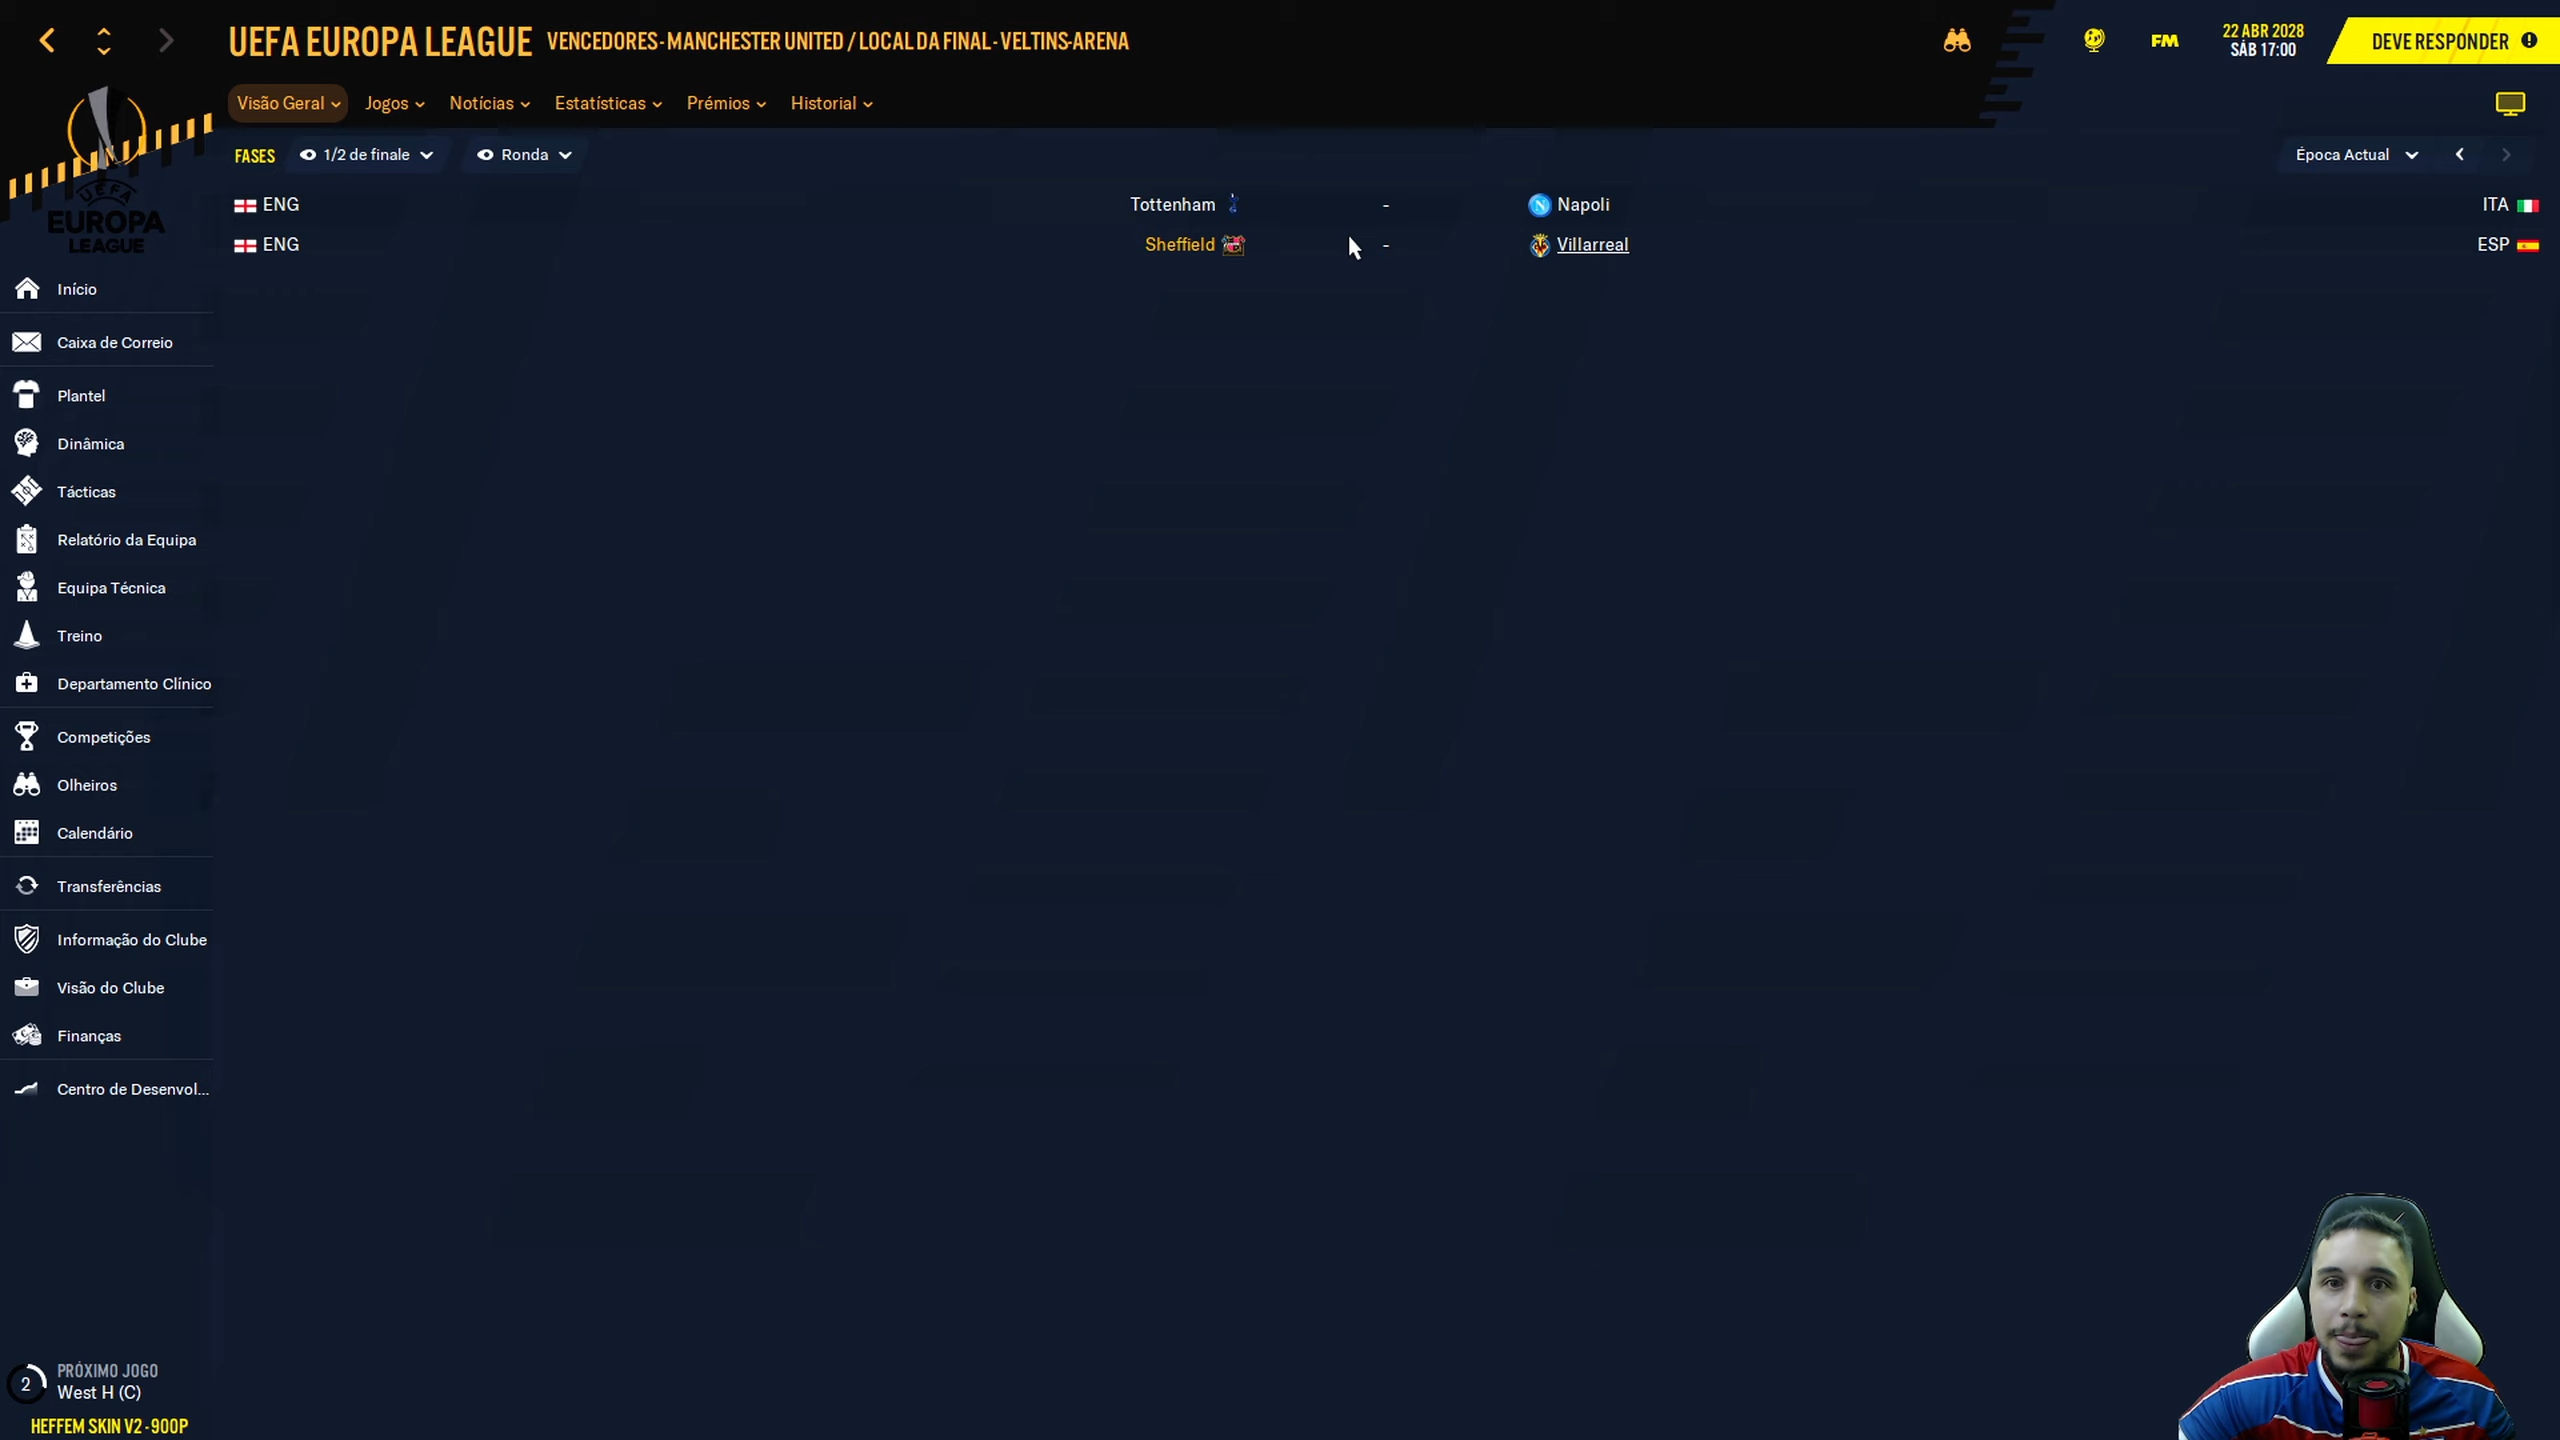 UEFA EUROPA LEAGUE VENCEDORES - MANCHESTER UNITED / LOCAL DA FINAL - VELTINS-ARENA
FM
22 ABR 2028
SÁB 17:00
DEVE RESPONDER
Visão Geral Jogos Notícias Estatísticas Prémios Historial
UEFA
EUROPA
LEAGUE
FASES 1/2 de finale Ronda Época Actual
ENG Tottenham - Napoli ITA
ENG Sheffield - Villarreal ESP
Início
Caixa de Correio
Plantel
Dinâmica
Tácticas
Relatório da Equipa
Equipa Técnica
Treino
Departamento Clínico
Competições
Olheiros
Calendário
Transferências
Informação do Clube
Visão do Clube
Finanças
Centro de Desenvol...
2
PRÓXIMO JOGO
West H (C)
HEFFEM SKIN V2 - 900P